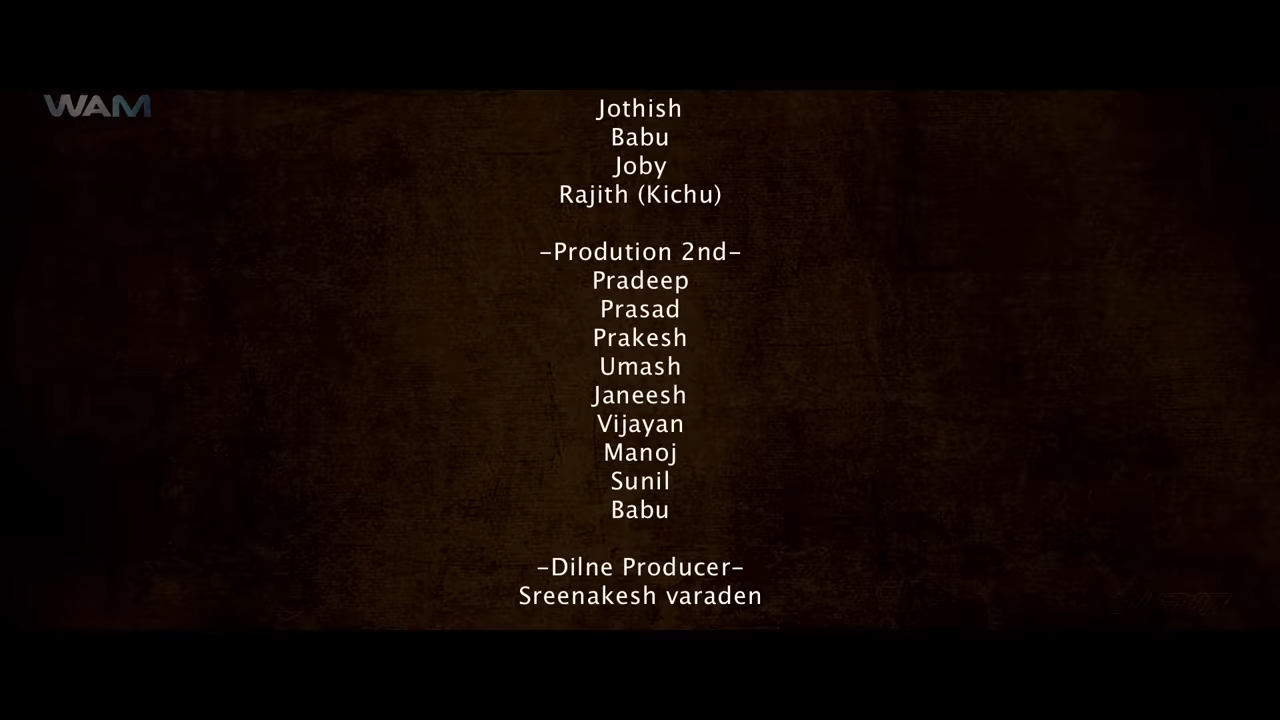 WAM
Jothish
Babu
Joby
Rajith (Kichu)
-Prodution 2nd-
Pradeep
Prasad
Prakesh
Umash
Janeesh
Vijayan
Manoj
Sunil
Babu
-Dilne Producer-
Sreenakesh varaden